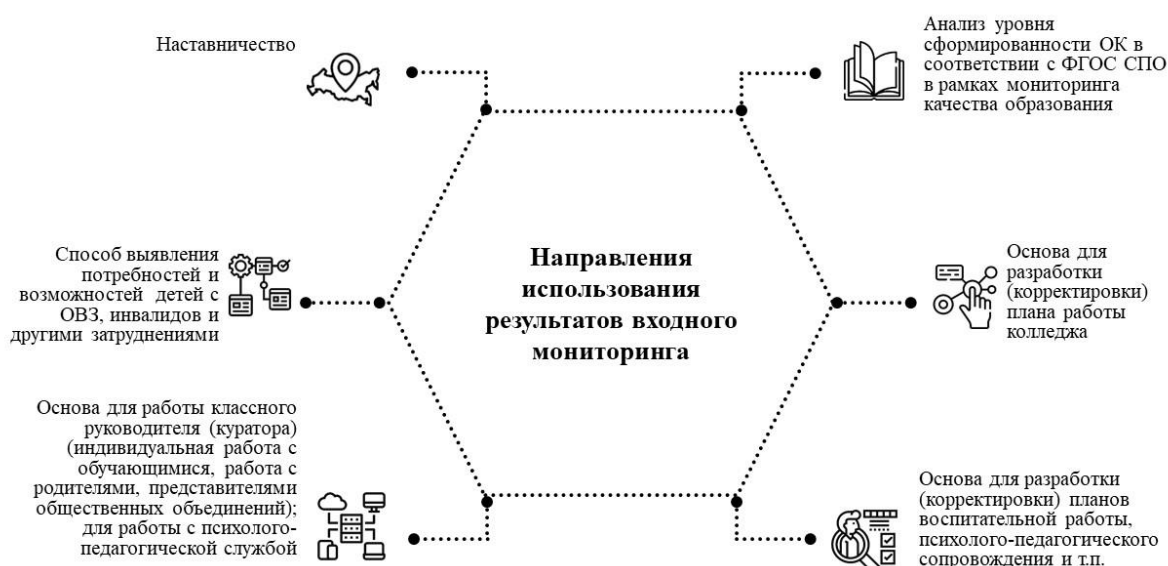 Наставничество
Анализ уровня
сформированности ОК в
соответствии с ФГОС СПО
в рамках мониторинга
качества образования
Способ выявления
потребностей и
возможностей детей с
ОВЗ, инвалидов и
другими затруднениями
Направления
использования
результатов входного
мониторинга
Основа для
разработки
(корректировки)
плана работы
колледжа
Основа для работы классного
руководителя (куратора)
(индивидуальная работа с
обучающимися, работа с
родителями, представителями
общественных объединений);
для работы с психолого-
педагогической службой
Основа для разработки
(корректировки) планов
воспитательной работы,
психолого-педагогического
сопровождения и т.п.